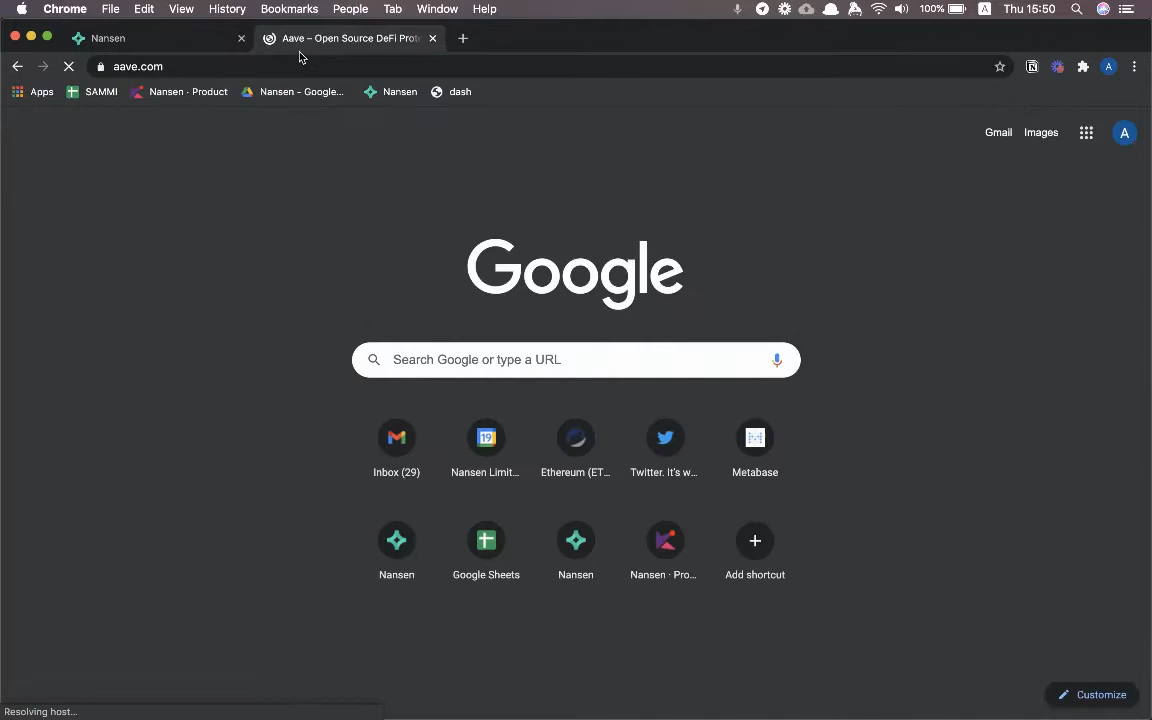 Chrome File Edit View History Bookmarks People Tab Window Help 100% A Thu 15:50
Nansen Aave – Open Source DeFi Prot
aave.com A
Apps SAMMI Nansen · Product Nansen - Google... Nansen dash
Gmail Images A
Google
Search Google or type a URL
19
Inbox (29) Nansen Limit... Ethereum (ET... Twitter. It's w... Metabase
Nansen Google Sheets Nansen Nansen · Pro... Add shortcut
Customize
Resolving host...